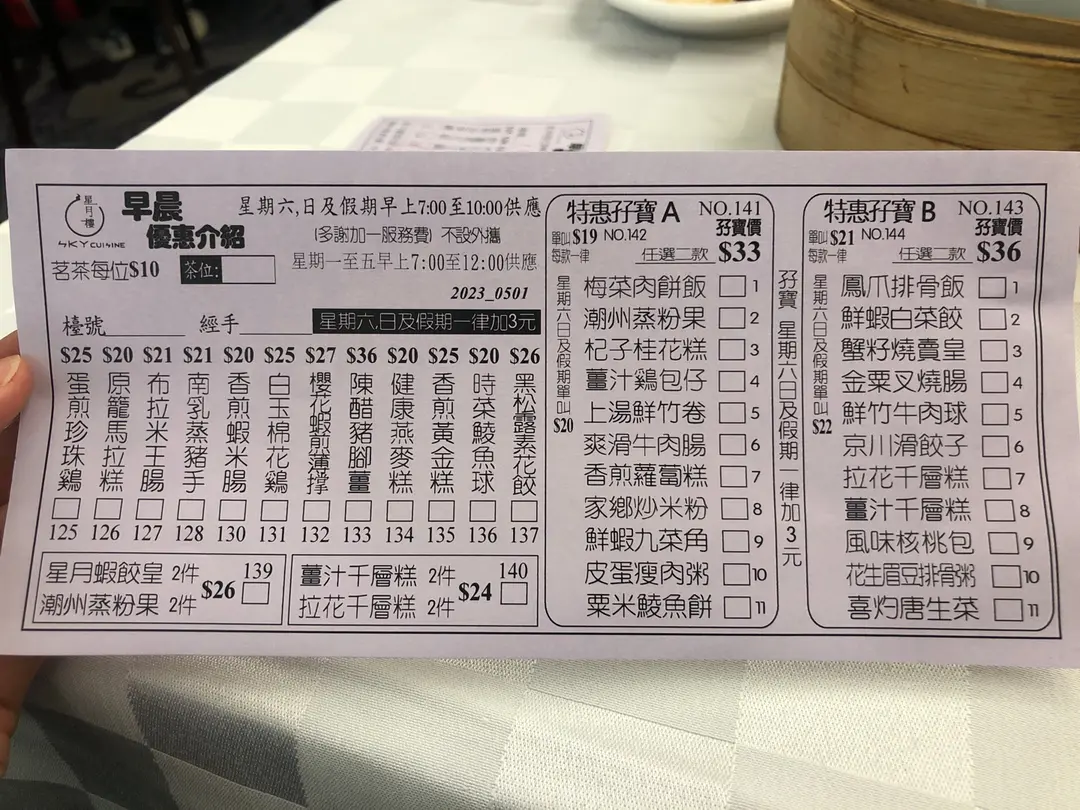 星月樓
SKY CUISINE
早晨
優惠介紹
星期六,日及假期早上7:00至10:00供應
(多謝加一服務費) 不設外攜
星期一至五早上7:00至12:00供應
茗茶每位$10 茶位:
2023_0501
檯號 經手 星期六,日及假期一律加3元
$25 蛋煎珍珠鷄 125
$20 原籠馬拉糕 126
$21 布拉米王腸 127
$21 南乳蒸豬手 128
$20 香煎蝦米腸 130
$25 白玉棉花鷄 131
$27 櫻花蝦煎薄撐 132
$36 陳醋豬腳薑 133
$20 健康燕麥糕 134
$25 香煎黃金糕 135
$20 時菜鯪魚球 136
$26 黑松露素花餃 137
星月蝦餃皇 2件
潮州蒸粉果 2件
$26 139
薑汁千層糕 2件
拉花千層糕 2件
$24 140
特惠孖寶 A NO.141
單叫 $19 NO.142 孖寶價
每款一律 任選二款 $33
星期六日及假期單叫 $20
梅菜肉餅飯 1
潮州蒸粉果 2
杞子桂花糕 3
薑汁鷄包仔 4
上湯鮮竹卷 5
爽滑牛肉腸 6
香煎蘿蔔糕 7
家鄉炒米粉 8
鮮蝦九菜角 9
皮蛋瘦肉粥 10
粟米鯪魚餅 11
孖寶 星期六日及假期一律加3元
特惠孖寶 B NO.143
單叫 $21 NO.144 孖寶價
每款一律 任選二款 $36
星期六日及假期單叫 $22
鳳爪排骨飯 1
鮮蝦白菜餃 2
蟹籽燒賣皇 3
金粟叉燒腸 4
鮮竹牛肉球 5
京川滑餃子 6
拉花千層糕 7
薑汁千層糕 8
風味核桃包 9
花生眉豆排骨粥 10
喜灼唐生菜 11